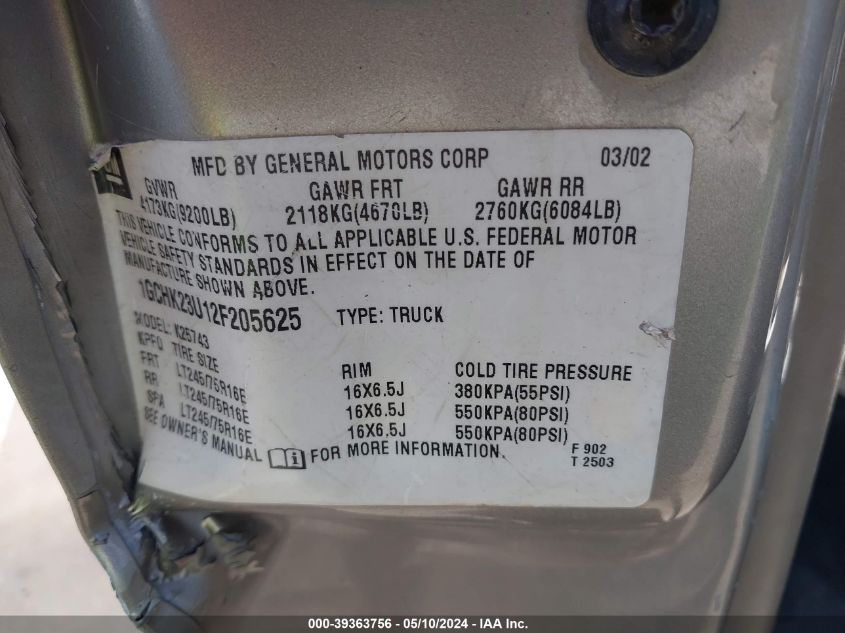 MFD BY GENERAL MOTORS CORP 03/02
GVWR GAWR FRT GAWR RR
4173KG(9200LB) 2118KG(4670LB) 2760KG(6084LB)
THIS VEHICLE CONFORMS TO ALL APPLICABLE U.S. FEDERAL MOTOR
VEHICLE SAFETY STANDARDS IN EFFECT ON THE DATE OF
MANUFACTURE SHOWN ABOVE.
1GCHK23U12F205625 TYPE: TRUCK
MODEL: K25743
KPFQ TIRE SIZE RIM COLD TIRE PRESSURE
FRT LT245/75R16E 16X6.5J 380KPA(55PSI)
RR LT245/75R16E 16X6.5J 550KPA(80PSI)
SPA LT245/75R16E 16X6.5J 550KPA(80PSI)
SEE OWNER'S MANUAL FOR MORE INFORMATION.
F 902
T 2503
000-39363756 - 05/10/2024 - IAA Inc.